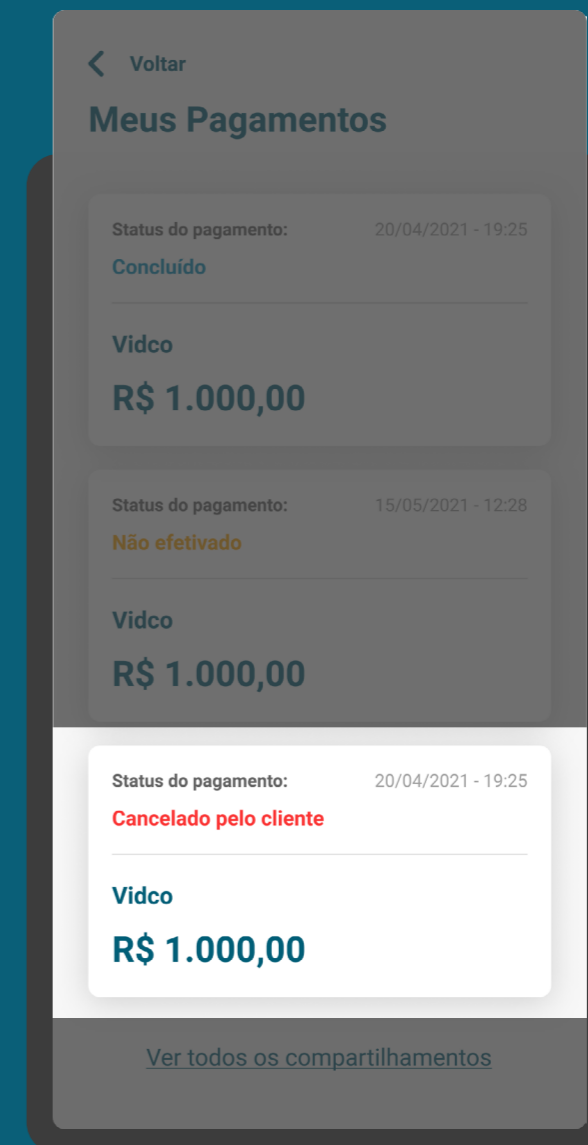 Voltar
Meus Pagamentos
Status do pagamento: 20/04/2021 - 19:25
Concluído
Vidco
R$ 1.000,00
Status do pagamento: 15/05/2021 - 12:28
Não efetivado
Vidco
R$ 1.000,00
Status do pagamento: 20/04/2021 - 19:25
Cancelado pelo cliente
Vidco
R$ 1.000,00
Ver todos os compartilhamentos